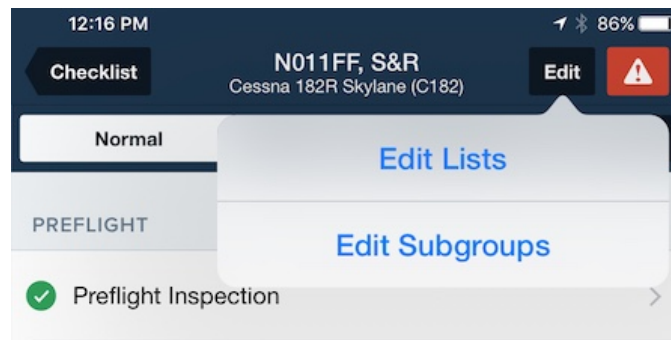 12:16 PM
86%
Checklist
N011FF, S&R
Cessna 182R Skylane (C182)
Edit
Normal
Edit Lists
PREFLIGHT
Edit Subgroups
Preflight Inspection